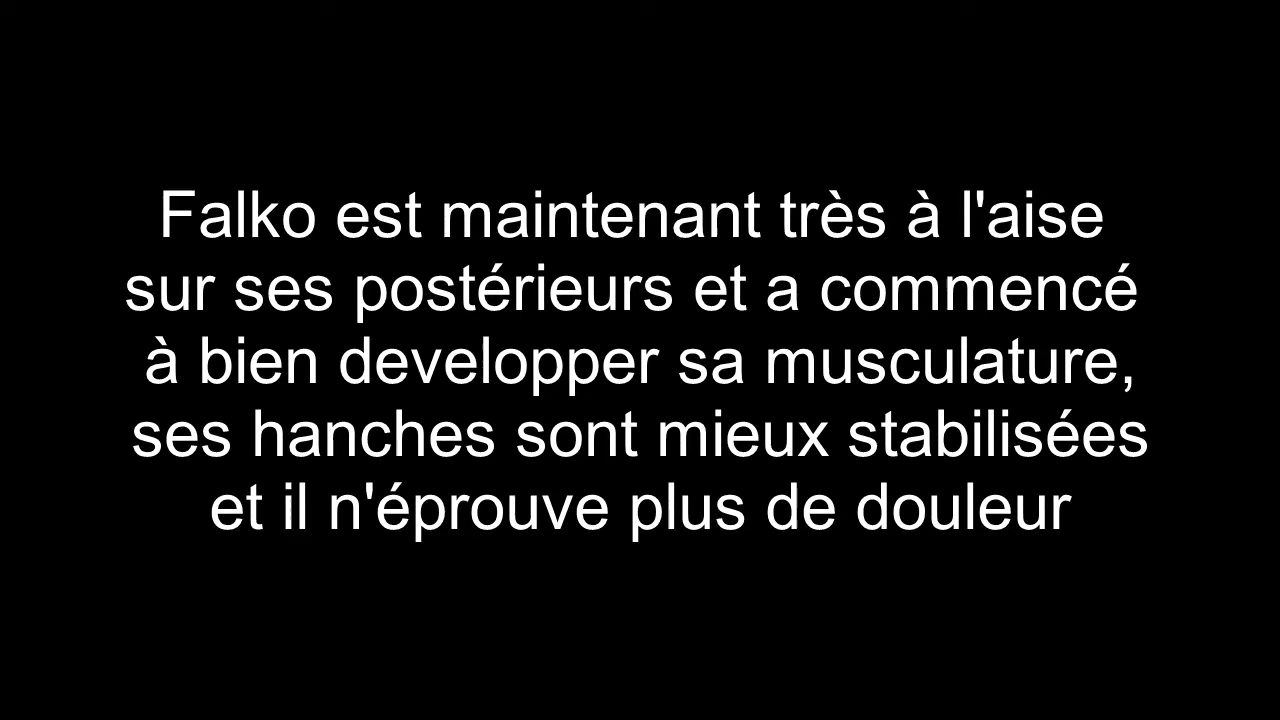 Falko est maintenant très à l'aise
sur ses postérieurs et a commencé
à bien developper sa musculature,
ses hanches sont mieux stabilisées
et il n'éprouve plus de douleur